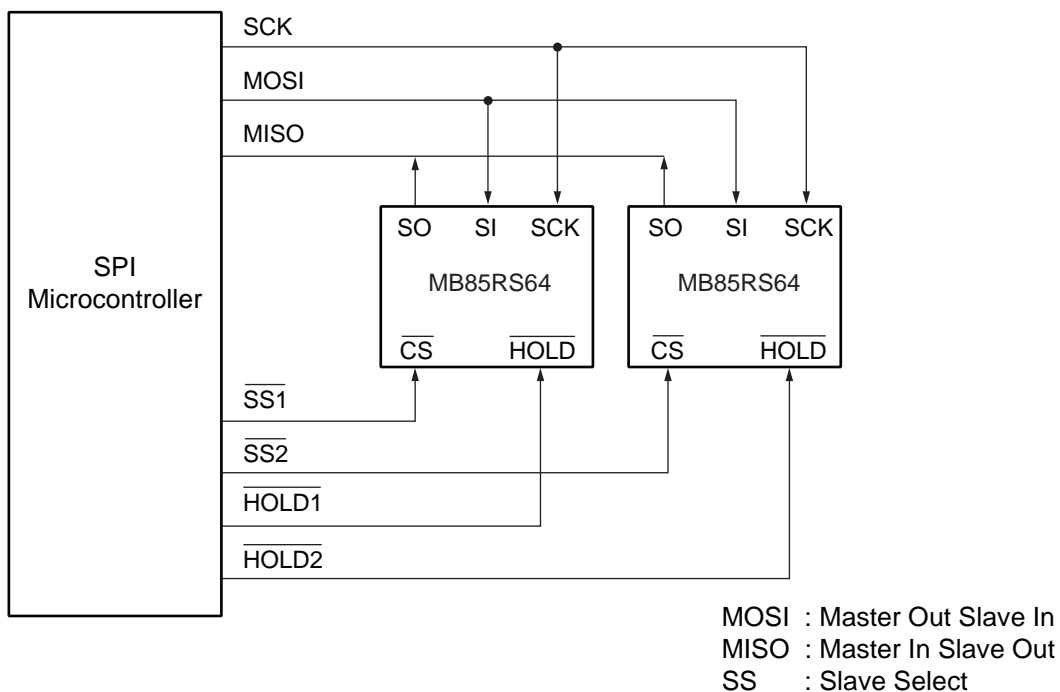 SCK
MOSI
MISO
SO SI SCK
MB85RS64
CS HOLD
SO SI SCK
MB85RS64
CS HOLD
SPI
Microcontroller
SS1
SS2
HOLD1
HOLD2
MOSI : Master Out Slave In
MISO : Master In Slave Out
SS : Slave Select